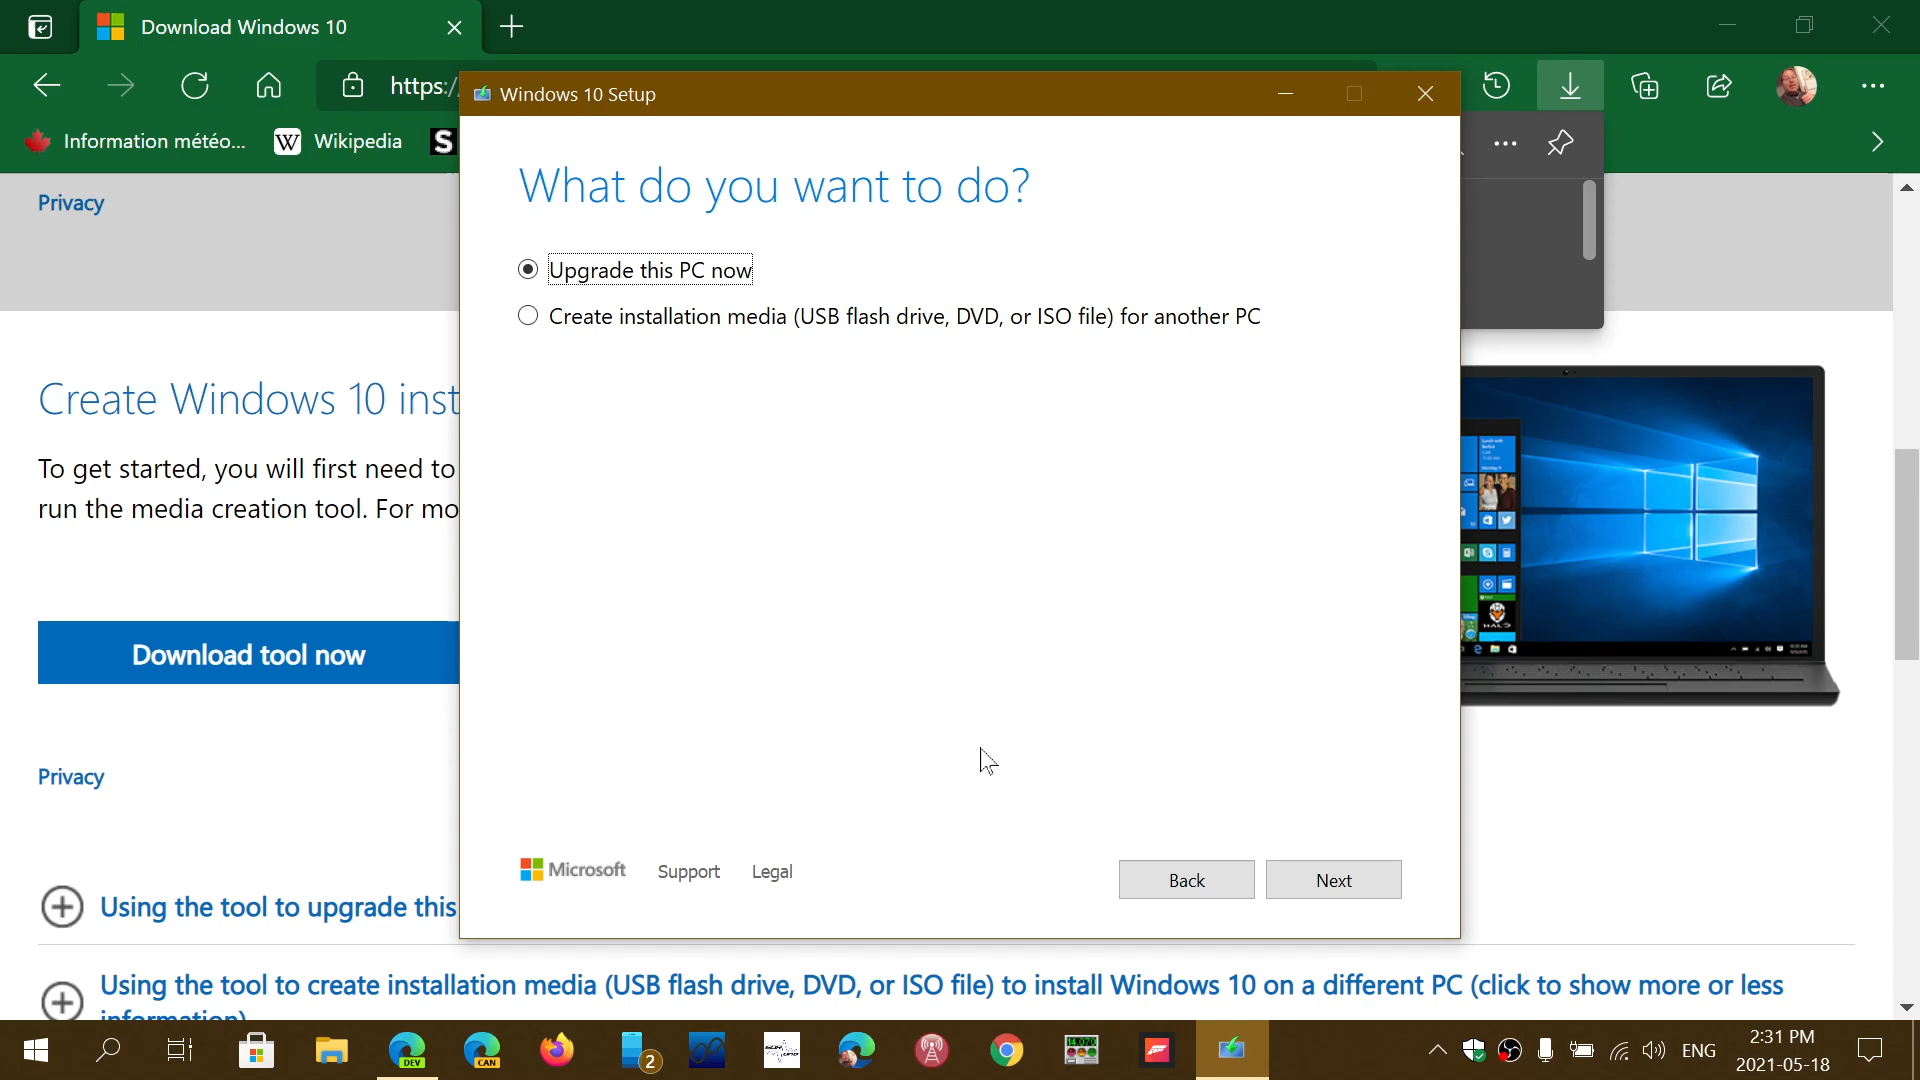 Download Windows 10
https:/
Windows 10 Setup
Information météo...
Wikipedia
S
Privacy
What do you want to do?
Upgrade this PC now
Create installation media (USB flash drive, DVD, or ISO file) for another PC
Create Windows 10 inst
To get started, you will first need to
run the media creation tool. For mo
Download tool now
Privacy
HALO
Microsoft
Support
Legal
Back
Next
Using the tool to upgrade this
Using the tool to create installation media (USB flash drive, DVD, or ISO file) to install Windows 10 on a different PC (click to show more or less
information)
DEV
CAN
2
14.070
ENG
2:31 PM
2021-05-18